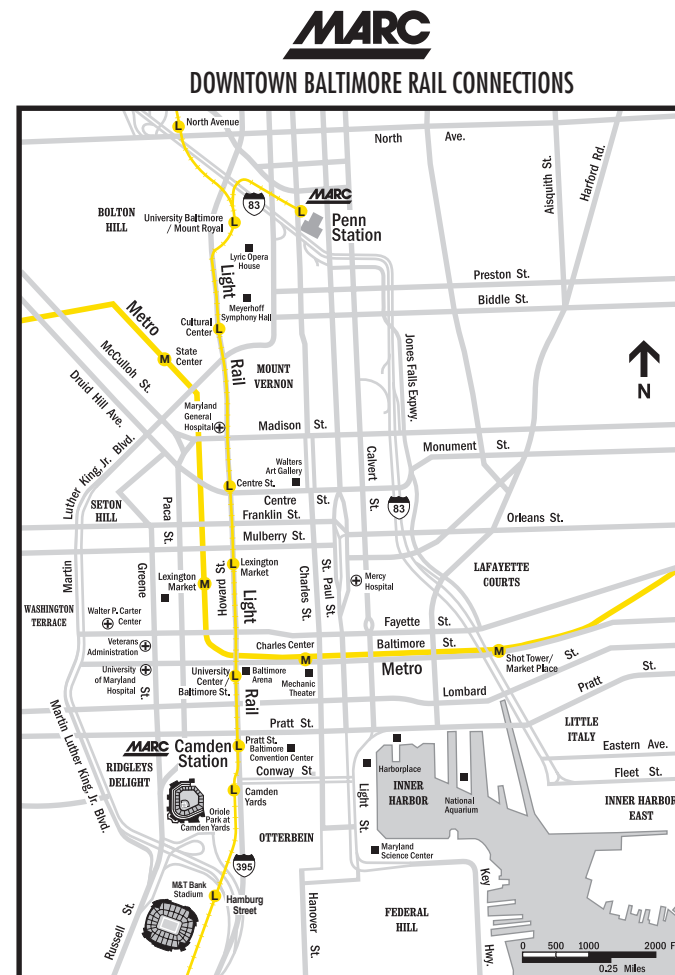 MARC
DOWNTOWN BALTIMORE RAIL CONNECTIONS
L
North Avenue
North Ave.
Aisquith St.
Harford Rd.
BOLTON
HILL
83
MARC
L
Penn
Station
University Baltimore
/ Mount Royal
L
Lyric Opera
House
Light
Preston St.
Metro
Meyerhoff
Symphony Hall
Biddle St.
Cultural
Center
L
M
State
Center
McCulloh St.
Rail
MOUNT
VERNON
Jones Falls Expwy.
N
Druid Hill Ave.
Maryland
General
Hospital
Madison St.
Calvert St.
Monument St.
Luther King, Jr. Blvd.
Walters
Art Gallery
L
Centre St.
Centre St.
SETON
HILL
Paca St.
Franklin St.
83
Orleans St.
Mulberry St.
Martin
Greene St.
Lexington
Market
M
L
Lexington
Market
Howard St.
Light
Charles St.
St. Paul St.
Mercy
Hospital
LAFAYETTE
COURTS
WASHINGTON
TERRACE
Walter P. Carter
Center
Fayette St.
Veterans
Administration
Charles Center
M
Baltimore St.
Metro
M
Shot Tower/
Market Place
University
of Maryland
Hospital
University
Center/
Baltimore St.
L
Baltimore
Arena
Mechanic
Theater
Lombard St.
Pratt St.
Rail
Martin Luther King, Jr. Blvd.
Pratt St.
LITTLE
ITALY
MARC
Camden
Station
L
Pratt St.
Baltimore
Convention Center
RIDGLEYS
DELIGHT
Conway St.
Harborplace
Eastern Ave.
Fleet St.
L
Camden
Yards
Light St.
INNER
HARBOR
National
Aquarium
INNER HARBOR
EAST
Oriole
Park at
Camden Yards
OTTERBEIN
Maryland
Science Center
395
M&T Bank
Stadium
L
Hamburg
Street
Russell St.
Hanover St.
FEDERAL
HILL
Key Hwy.
0 500 1000 2000 F
0.25 Miles